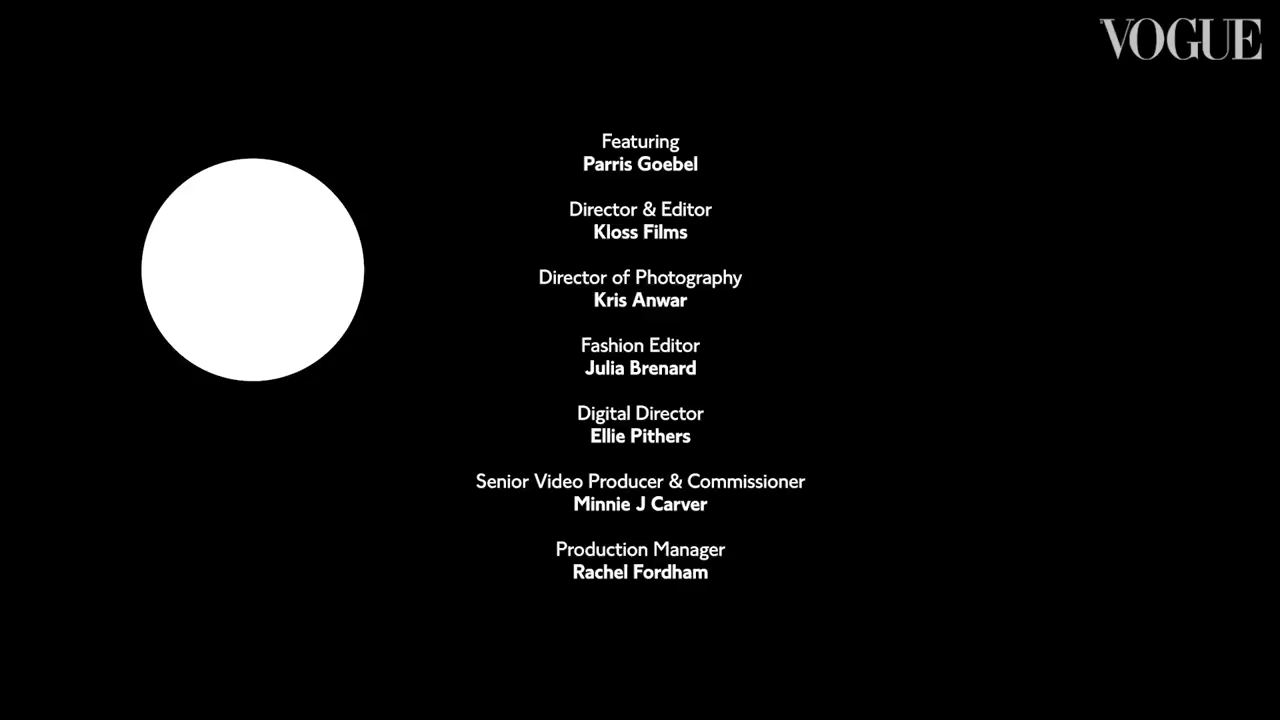 VOGUE
Featuring
Parris Goebel
Director & Editor
Kloss Films
Director of Photography
Kris Anwar
Fashion Editor
Julia Brenard
Digital Director
Ellie Pithers
Senior Video Producer & Commissioner
Minnie J Carver
Production Manager
Rachel Fordham